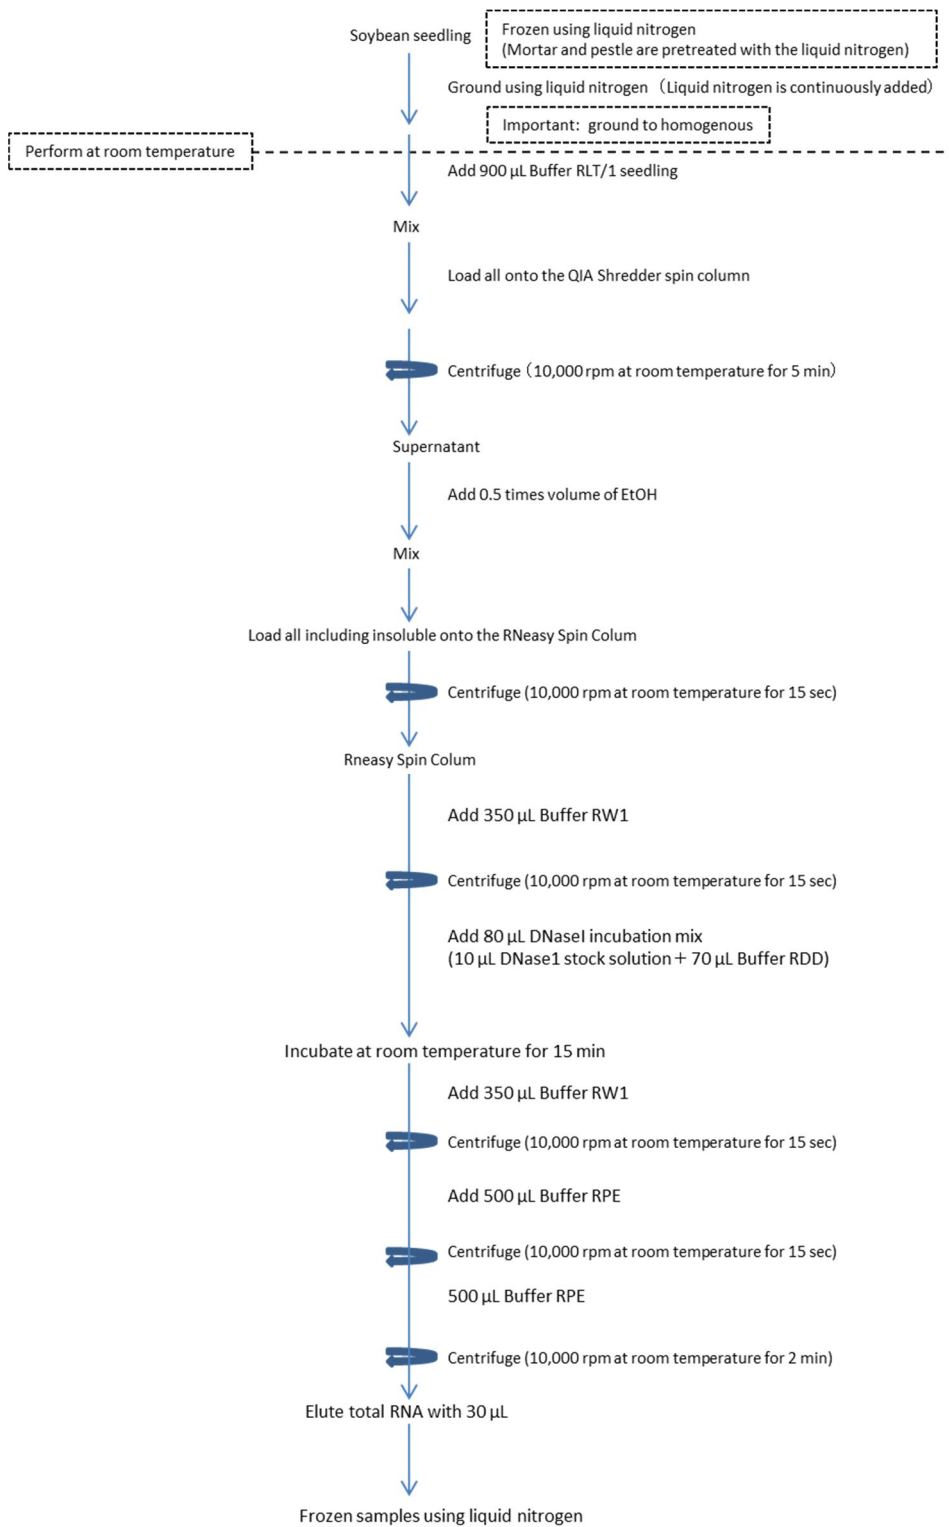 Soybean seedling
Frozen using liquid nitrogen
(Mortar and pestle are pretreated with the liquid nitrogen)
Ground using liquid nitrogen （Liquid nitrogen is continuously added）
Important: ground to homogenous
Perform at room temperature
Add 900 µL Buffer RLT/1 seedling
Mix
Load all onto the QIA Shredder spin column
Centrifuge（10,000 rpm at room temperature for 5 min）
Supernatant
Add 0.5 times volume of EtOH
Mix
Load all including insoluble onto the RNeasy Spin Colum
Centrifuge (10,000 rpm at room temperature for 15 sec)
Rneasy Spin Colum
Add 350 µL Buffer RW1
Centrifuge (10,000 rpm at room temperature for 15 sec)
Add 80 µL DNaseI incubation mix
(10 µL DNase1 stock solution＋70 µL Buffer RDD)
Incubate at room temperature for 15 min
Add 350 µL Buffer RW1
Centrifuge (10,000 rpm at room temperature for 15 sec)
Add 500 µL Buffer RPE
Centrifuge (10,000 rpm at room temperature for 15 sec)
500 µL Buffer RPE
Centrifuge (10,000 rpm at room temperature for 2 min)
Elute total RNA with 30 µL
Frozen samples using liquid nitrogen